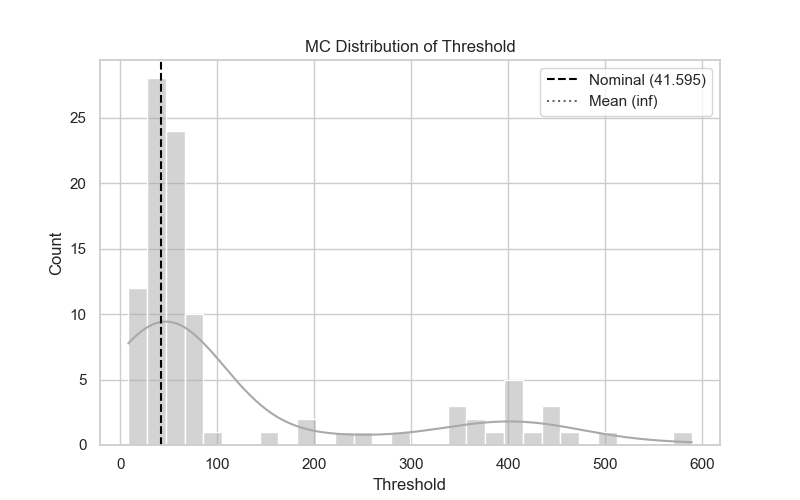 MC Distribution of Threshold
Nominal (41.595)
Mean (inf)
Count
25
20
15
10
5
0
0 100 200 300 400 500 600
Threshold